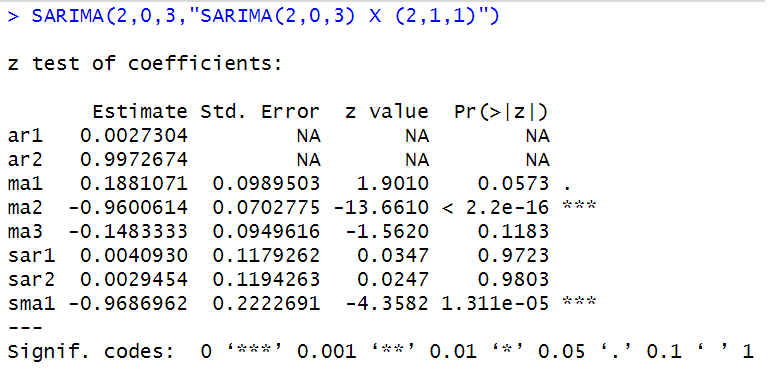 > SARIMA(2,0,3,"SARIMA(2,0,3) X (2,1,1)")
z test of coefficients:
Estimate Std. Error z value Pr(>|z|)
ar1 0.0027304 NA NA NA
ar2 0.9972674 NA NA NA
ma1 0.1881071 0.0989503 1.9010 0.0573 .
ma2 -0.9600614 0.0702775 -13.6610 < 2.2e-16 ***
ma3 -0.1483333 0.0949616 -1.5620 0.1183
sar1 0.0040930 0.1179262 0.0347 0.9723
sar2 0.0029454 0.1194263 0.0247 0.9803
sma1 -0.9686962 0.2222691 -4.3582 1.311e-05 ***
---
Signif. codes: 0 ‘***’ 0.001 ‘**’ 0.01 ‘*’ 0.05 ‘.’ 0.1 ‘ ’ 1